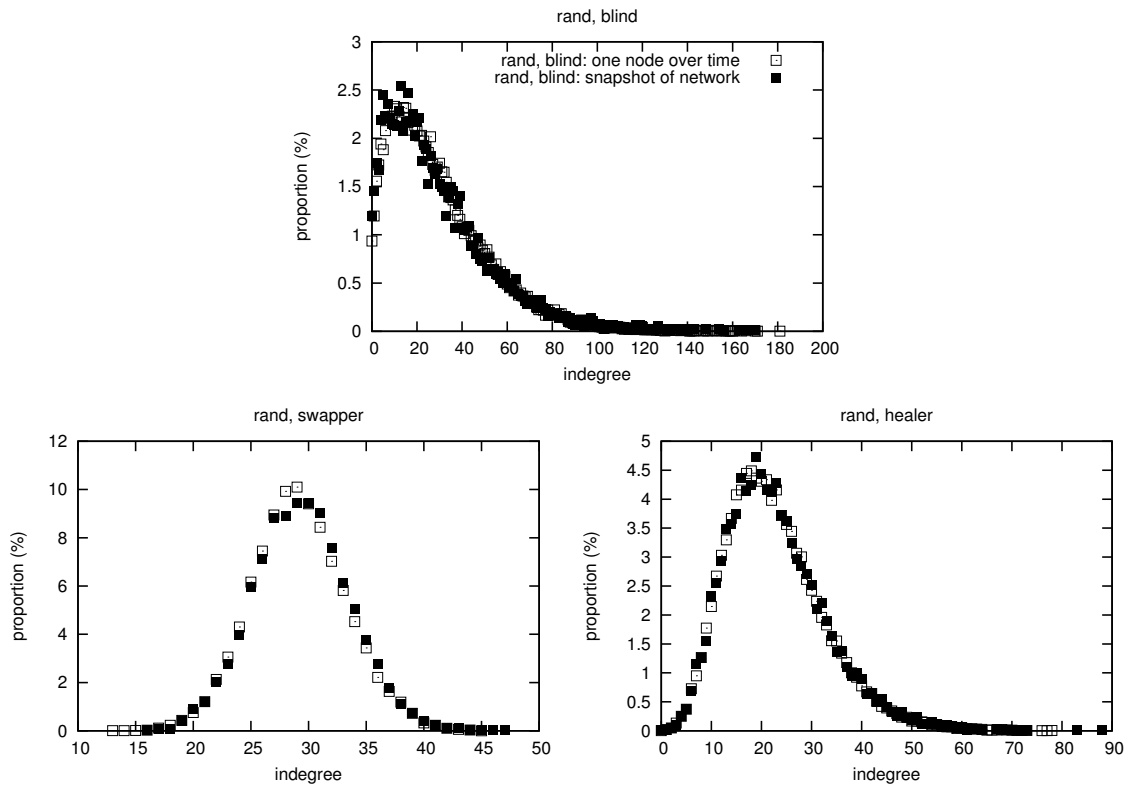 rand, blind
3
2.5
2
1.5
1
0.5
0
proportion (%)
rand, blind: one node over time
rand, blind: snapshot of network
0 20 40 60 80 100 120 140 160 180 200
indegree
rand, swapper
12
10
8
6
4
2
0
proportion (%)
10 15 20 25 30 35 40 45 50
indegree
rand, healer
5
4.5
4
3.5
3
2.5
2
1.5
1
0.5
0
proportion (%)
0 10 20 30 40 50 60 70 80 90
indegree